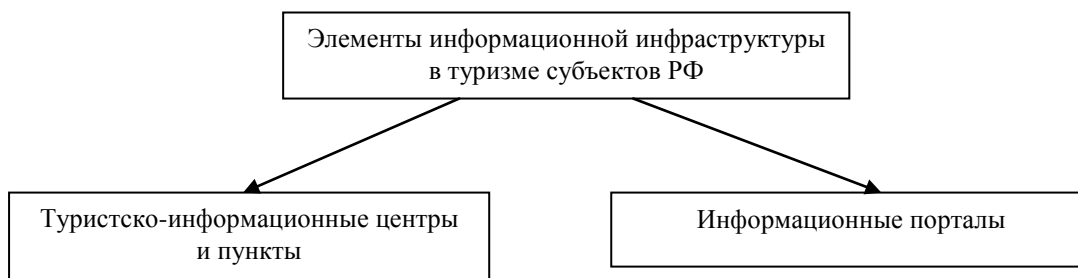 Элементы информационной инфраструктуры
в туризме субъектов РФ
Туристско-информационные центры
и пункты
Информационные порталы